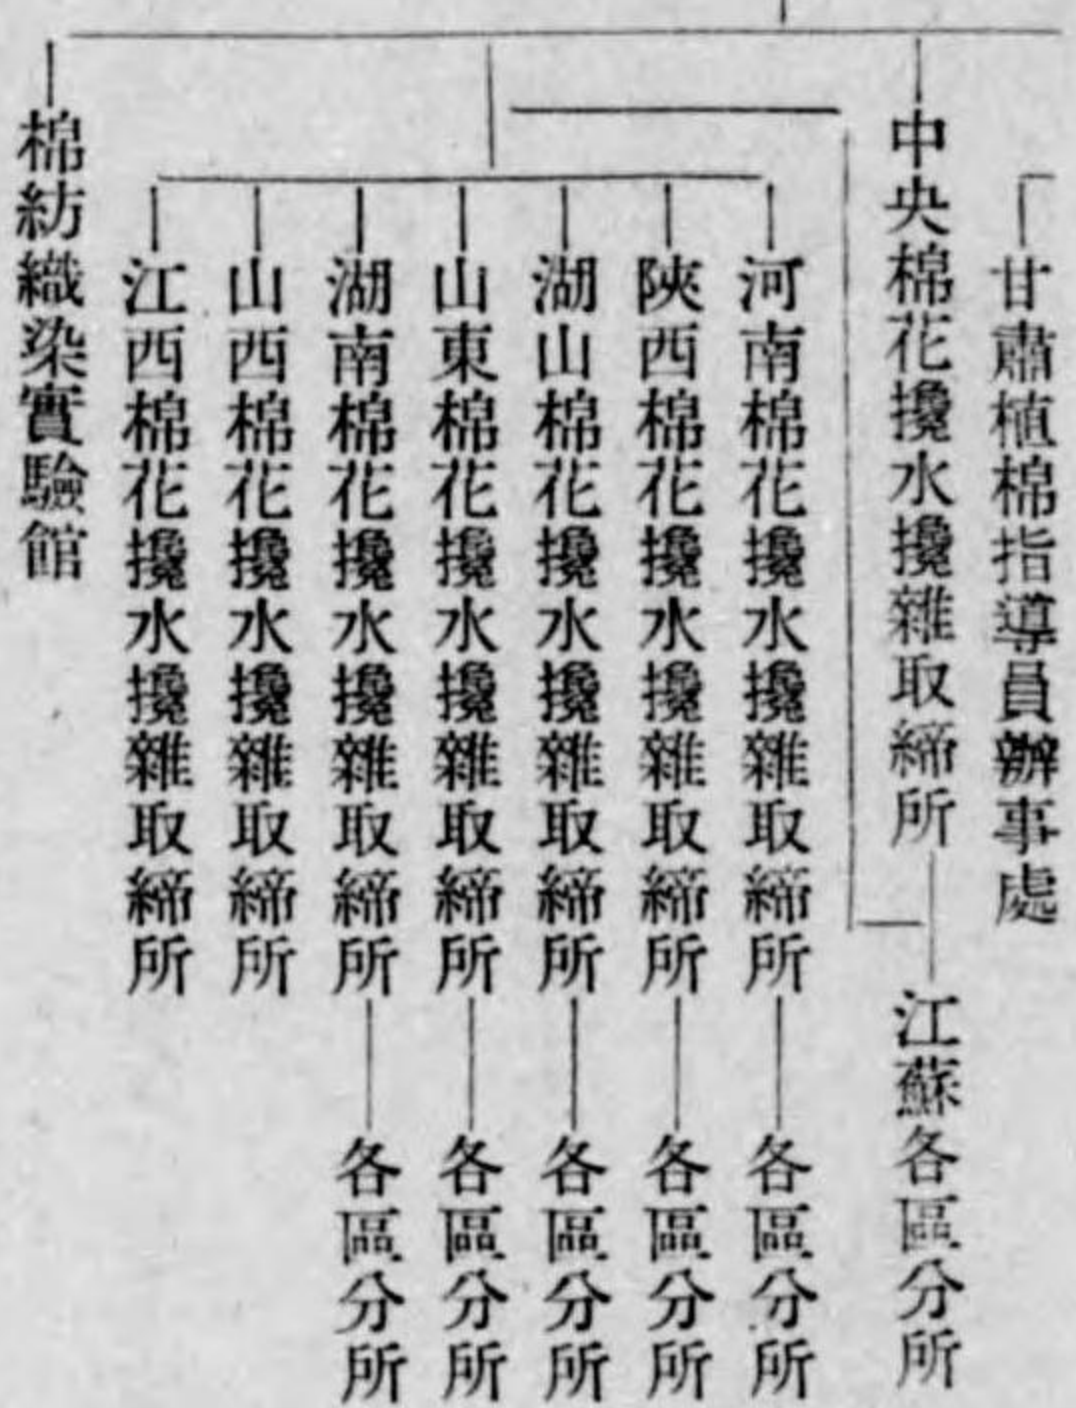 甘肅植棉指導員辦事處
中央棉花攙水攙雜取締所
江蘇各區分所
河南棉花攙水攙雜取締所
各區分所
陝西棉花攙水攙雜取締所
各區分所
湖山棉花攙水攙雜取締所
各區分所
山東棉花攙水攙雜取締所
各區分所
湖南棉花攙水攙雜取締所
各區分所
山西棉花攙水攙雜取締所
江西棉花攙水攙雜取締所
棉紡織染實驗館